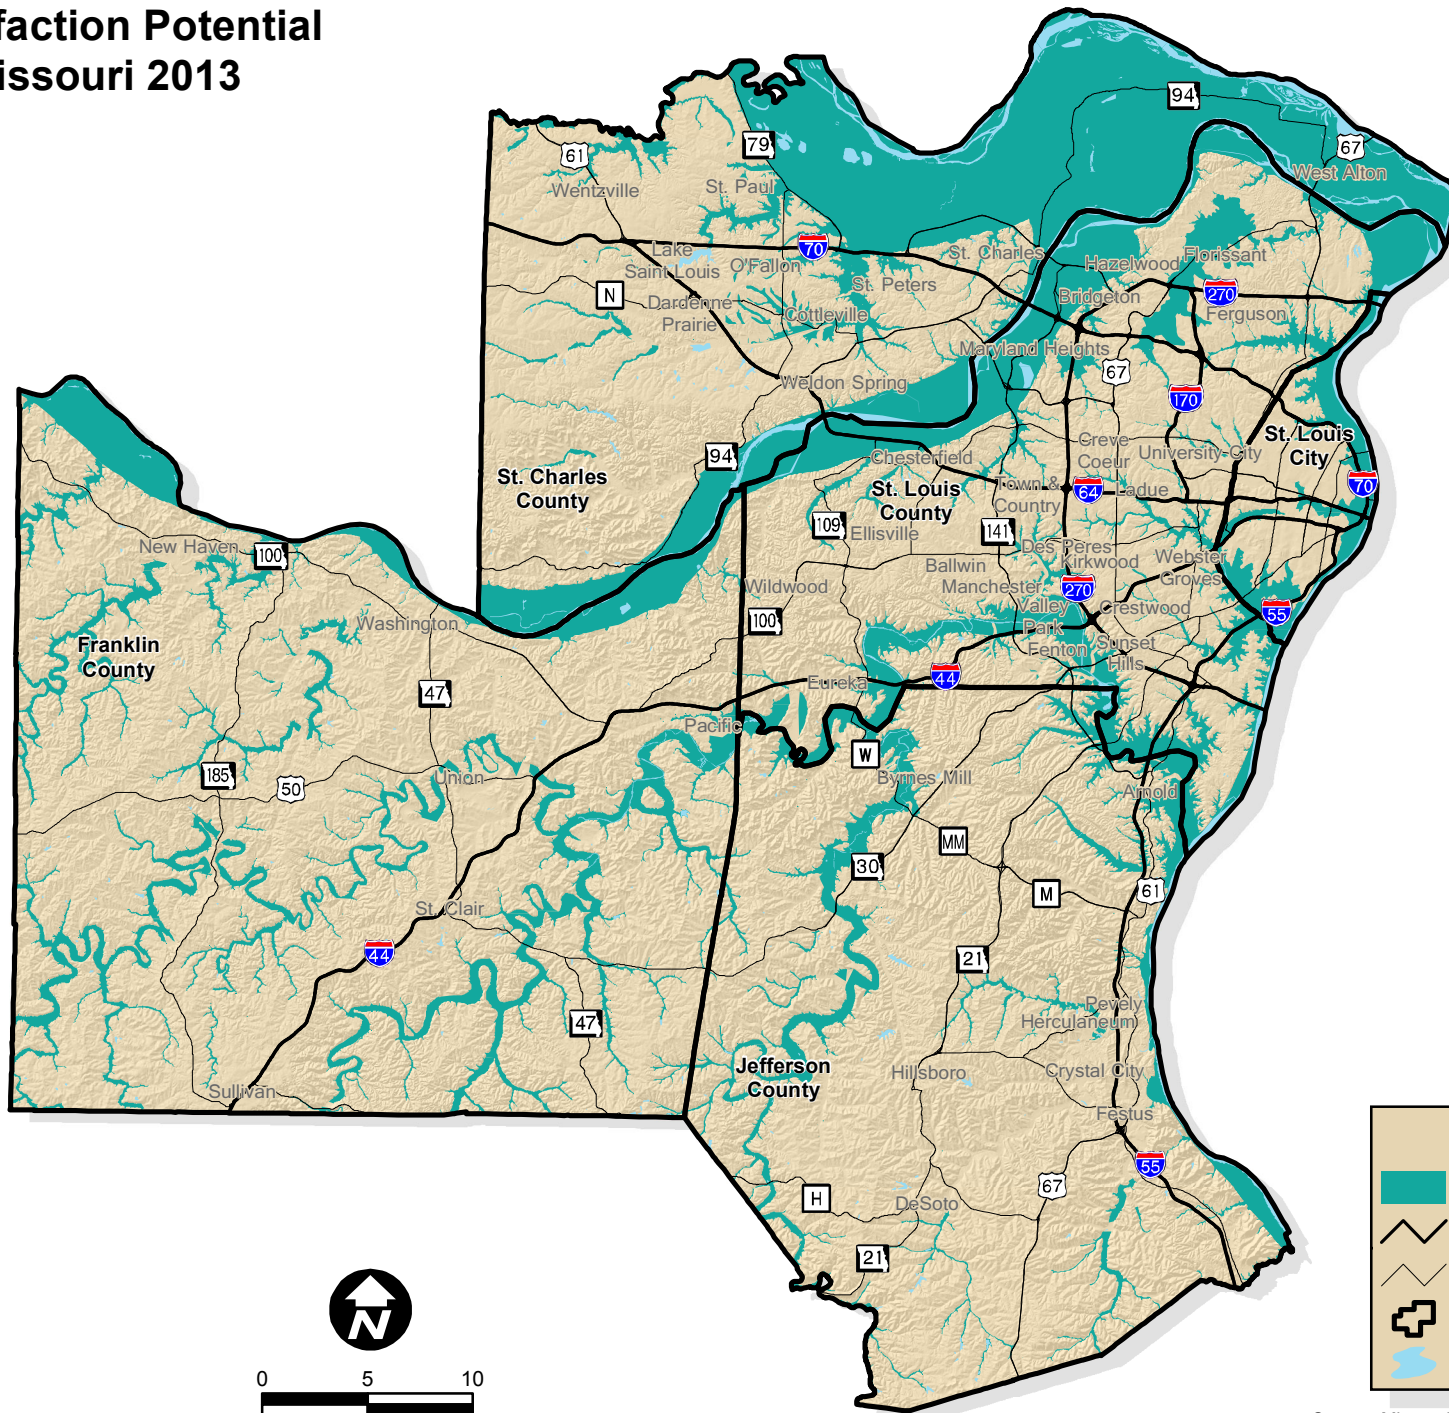 faction Potential
issouri 2013
94
67
West Alton
79
61
Wentzville
St. Paul
70
Lake
Saint Louis
O'Fallon
St. Charles
Hazelwood
Florissant
N
Dardenne
Prairie
St. Peters
Cottleville
Bridgeton
270
Ferguson
Maryland Heights
67
Weldon Spring
170
94
St. Charles
County
Chesterfield
Creve
Coeur
University City
St. Louis
City
St. Louis
County
Town &
Country
64
Ladue
70
109
Ellisville
141
Des Peres
Kirkwood
Webster
Groves
New Haven
100
Ballwin
Manchester
Wildwood
270
Valley
Park
Crestwood
55
100
Washington
Franklin
County
Fenton
Sunset
Hills
47
Eureka
44
Pacific
W
185
50
Union
Byrnes Mill
Arnold
MM
30
M
61
St. Clair
44
21
47
Pevely
Herculaneum
Jefferson
County
Hillsboro
Crystal City
Sullivan
Festus
55
H
67
DeSoto
21
N
0 5 10